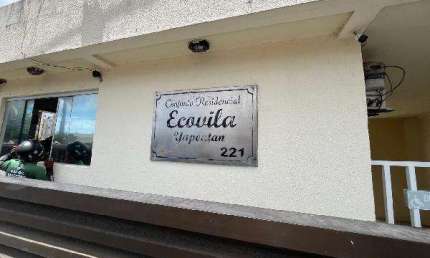 Conjunto Residencial
Ecovila
Yapoatan
221